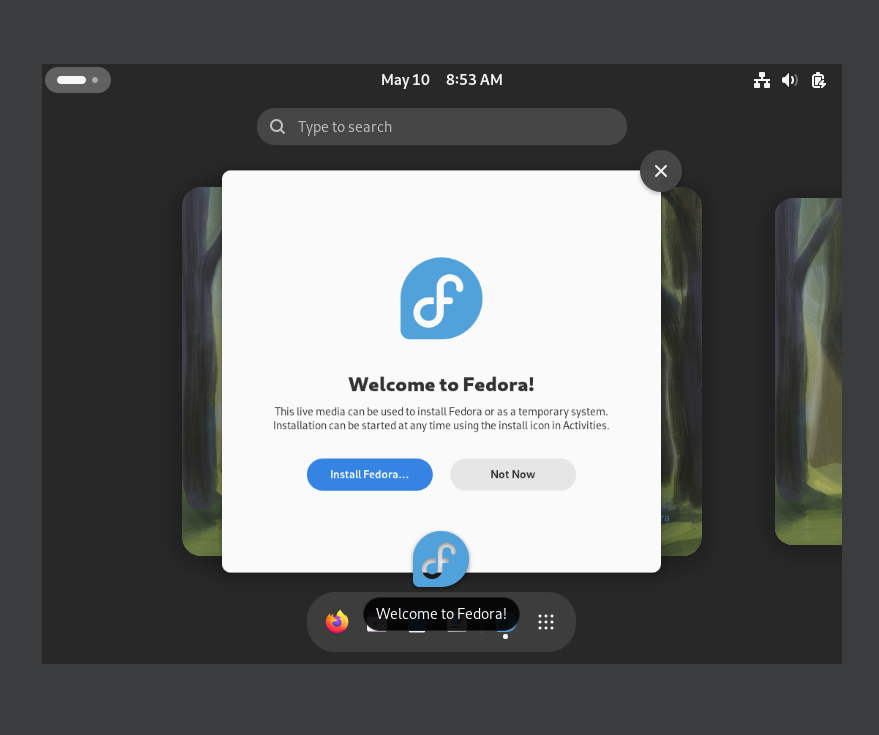 May 10 8:53 AM
Type to search
Welcome to Fedora!
This live media can be used to install Fedora or as a temporary system.
Installation can be started at any time using the install icon in Activities.
Install Fedora...
Not Now
Welcome to Fedora!